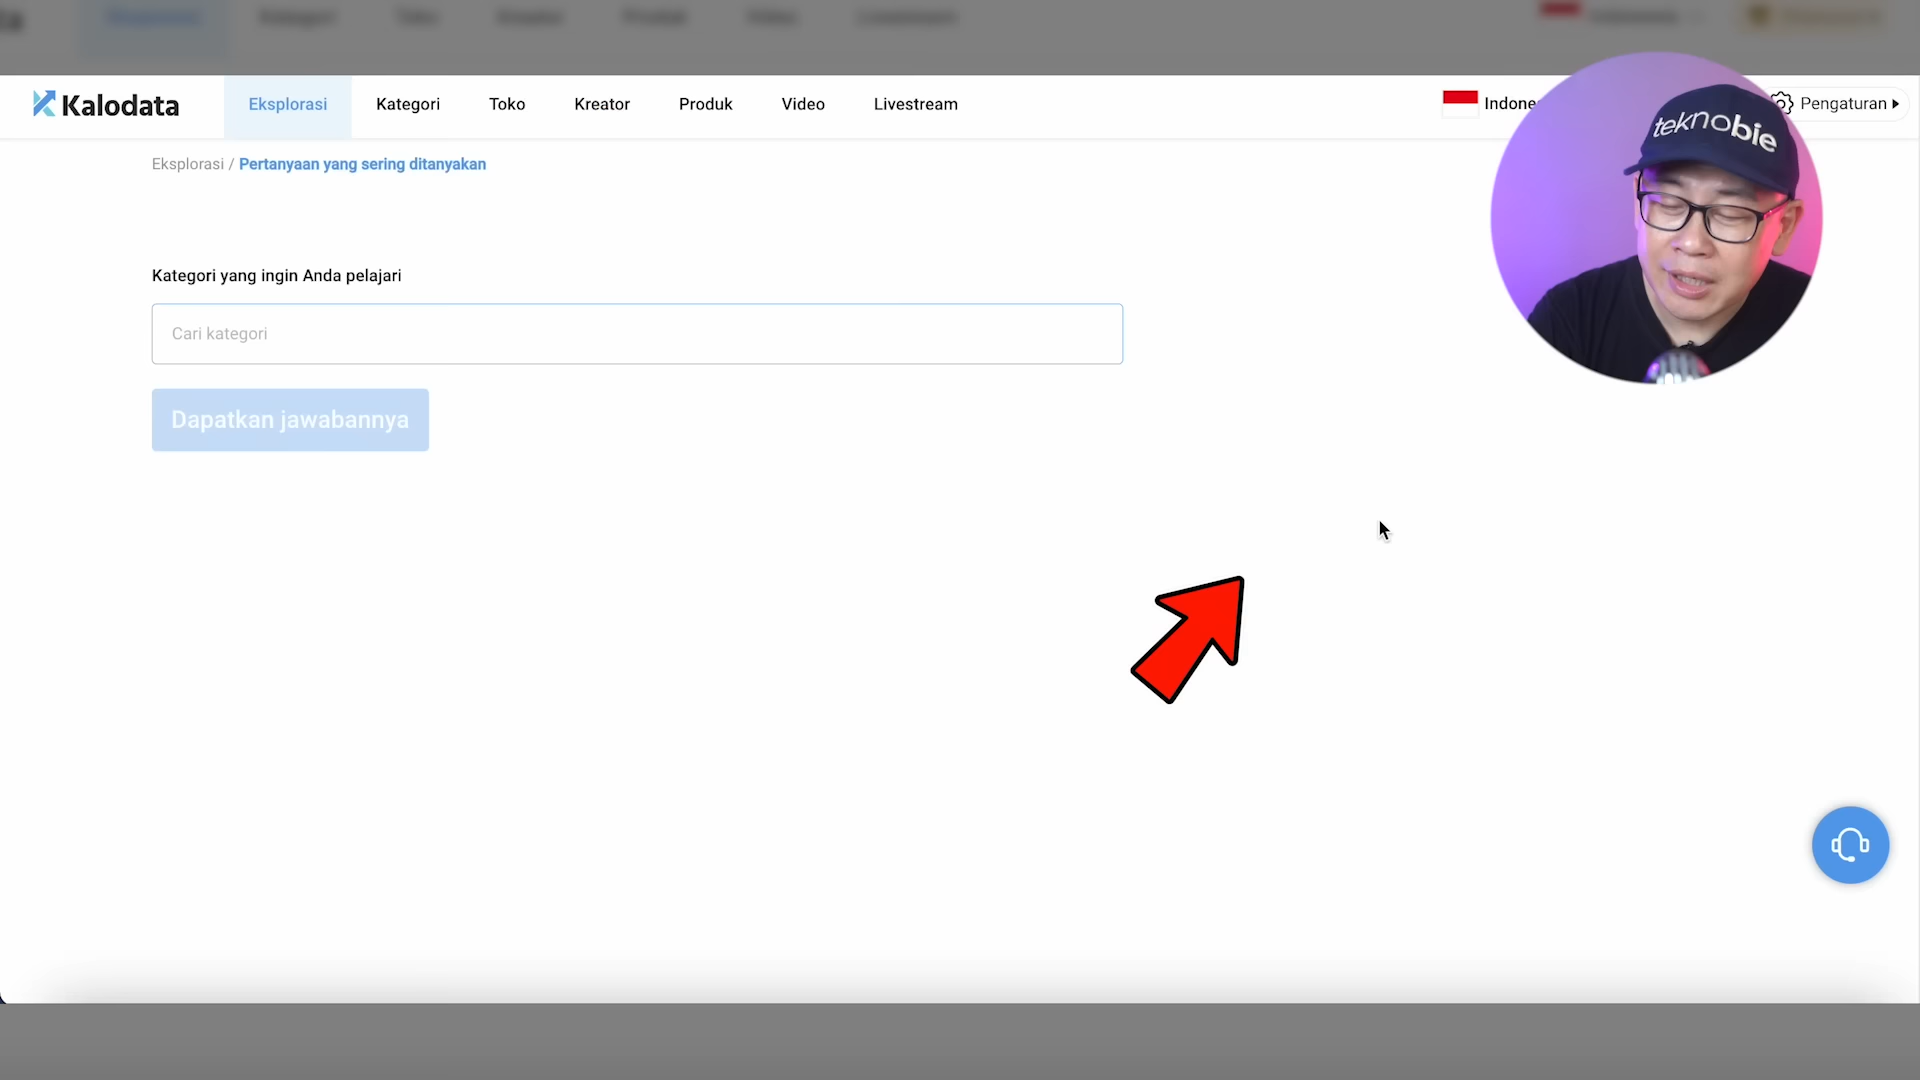 Kalodata
Eksplorasi
Kategori
Toko
Kreator
Produk
Video
Livestream
Indone
Pengaturan
teknobie
Eksplorasi / Pertanyaan yang sering ditanyakan
Kategori yang ingin Anda pelajari
Cari kategori
Dapatkan jawabannya